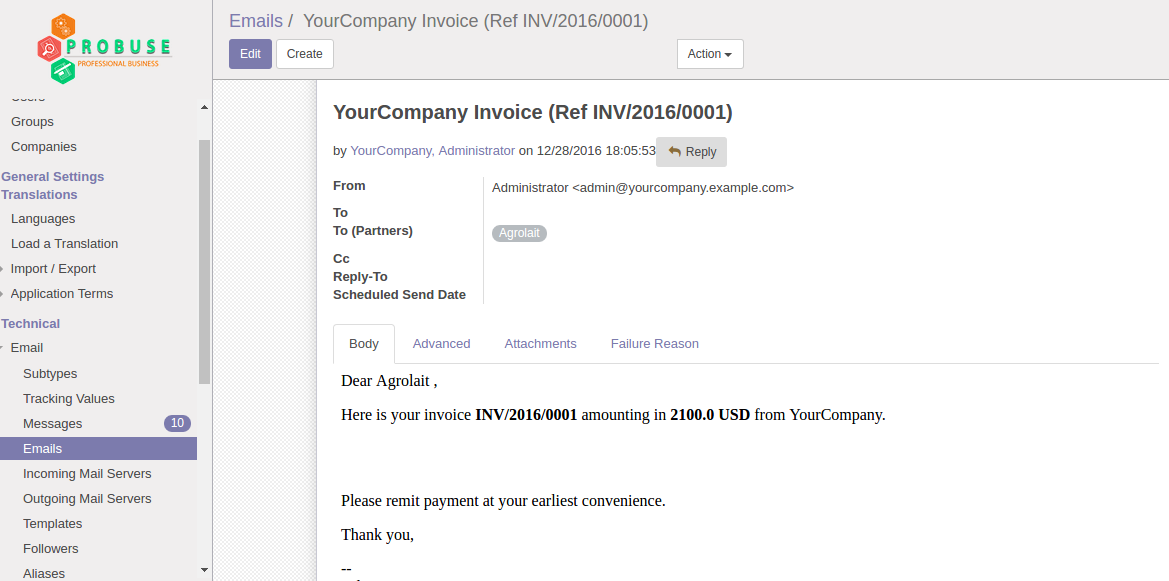 PROBUSE
PROFESSIONAL BUSINESS
Users
Groups
Companies
General Settings
Translations
Languages
Load a Translation
Import / Export
Application Terms
Technical
Email
Subtypes
Tracking Values
Messages 10
Emails
Incoming Mail Servers
Outgoing Mail Servers
Templates
Followers
Aliases
Emails / YourCompany Invoice (Ref INV/2016/0001)
Edit Create Action
YourCompany Invoice (Ref INV/2016/0001)
by YourCompany, Administrator on 12/28/2016 18:05:53 Reply
From Administrator <admin@yourcompany.example.com>
To
To (Partners) Agrolait
Cc
Reply-To
Scheduled Send Date
Body Advanced Attachments Failure Reason
Dear Agrolait ,
Here is your invoice INV/2016/0001 amounting in 2100.0 USD from YourCompany.
Please remit payment at your earliest convenience.
Thank you,
--